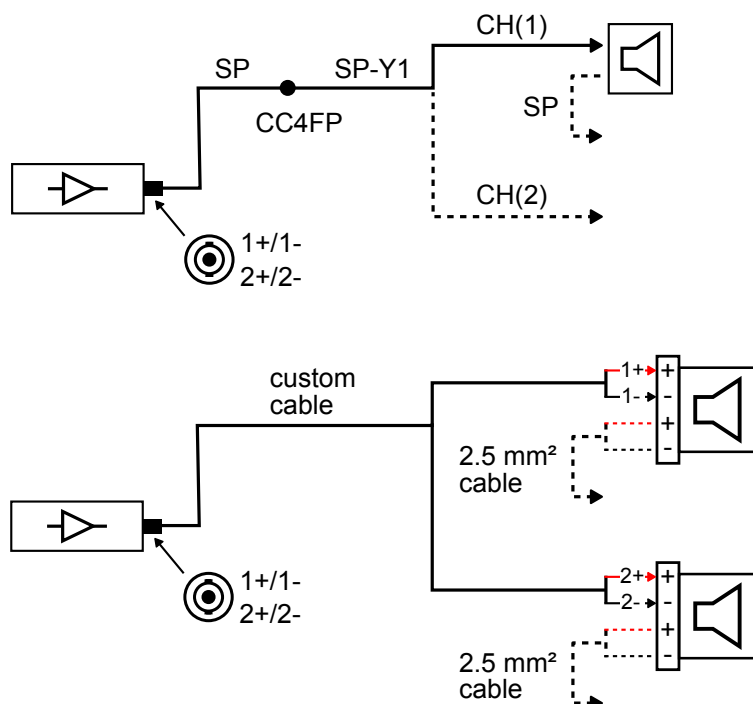 CH(1)
SP
SP-Y1
CC4FP
SP
CH(2)
1+/1-
2+/2-
custom
cable
1+
+
1-
-
+
-
2.5 mm²
cable
1+/1-
2+/2-
2+
+
2-
-
+
-
2.5 mm²
cable